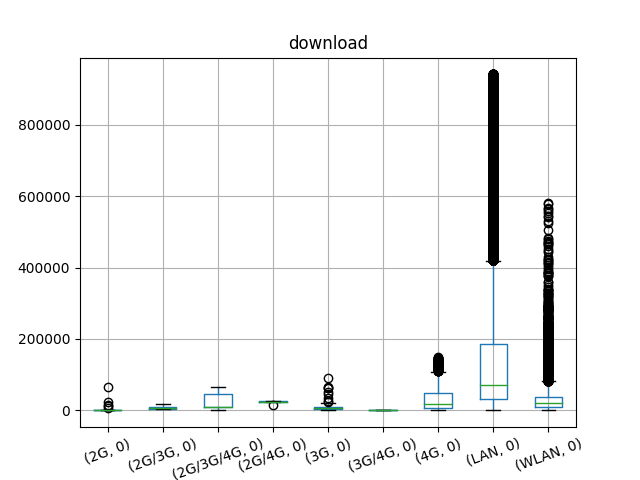 download
800000
600000
400000
200000
0
(2G, 0)
(2G/3G, 0)
(2G/3G/4G, 0)
(2G/4G, 0)
(3G, 0)
(3G/4G, 0)
(4G, 0)
(LAN, 0)
(WLAN, 0)